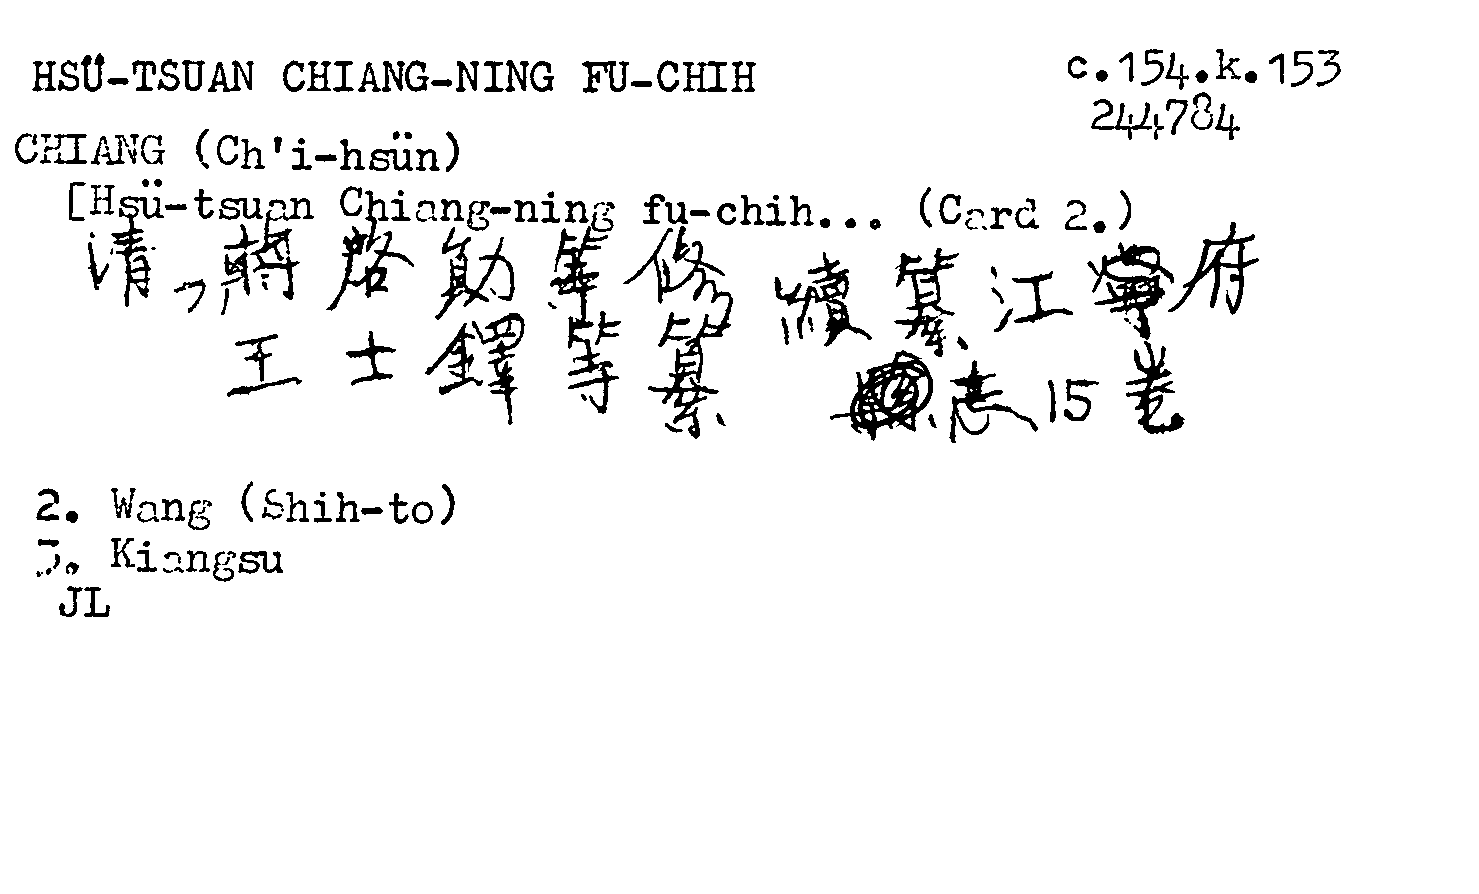 HSÜ-TSUAN CHIANG-NING FU-CHIH
c.154.k.153
244784
CHIANG (Ch'i-hsün)
[Hsü-tsuan Chiang-ning fu-chih... (Card 2.)
清,蔣啓勛等修
續纂江寧府
王士鐸等纂
志15卷
2. Wang (Shih-to)
3. Kiangsu
JL